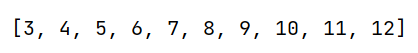 [3, 4, 5, 6, 7, 8, 9, 10, 11, 12]